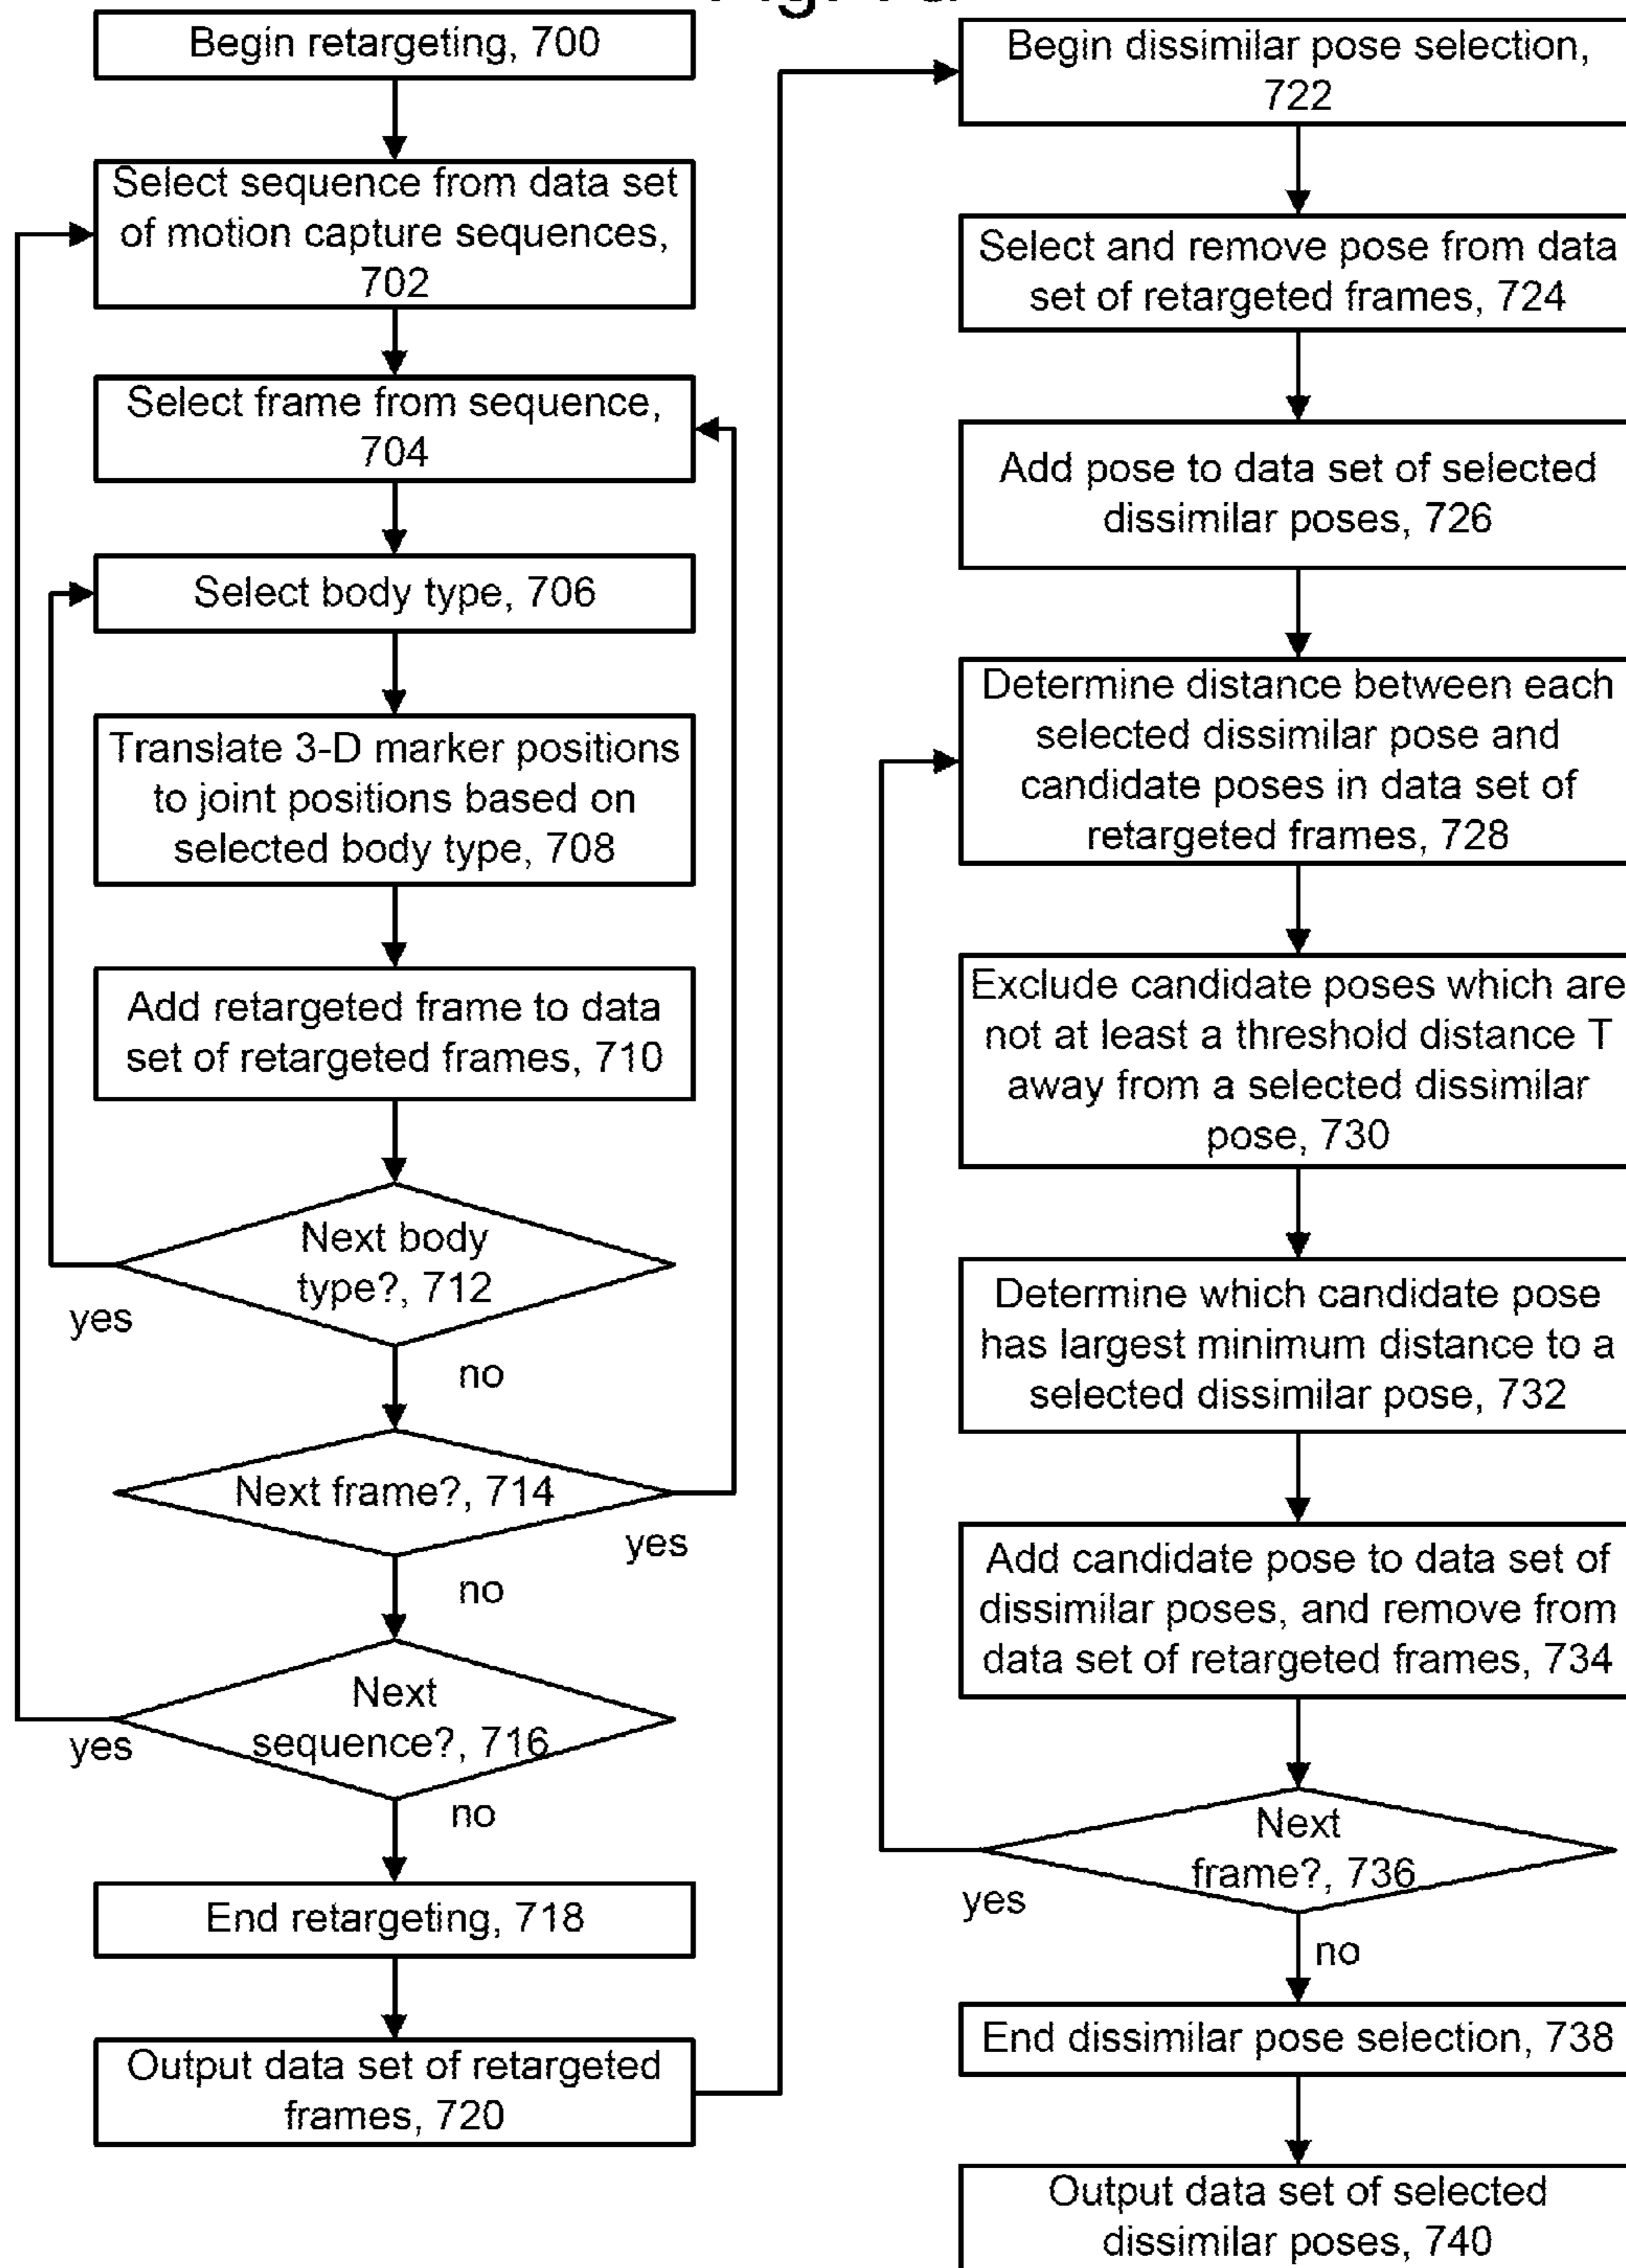 Begin retargeting, 700
Select sequence from data set
of motion capture sequences,
702
Select frame from sequence,
704
Select body type, 706
Translate 3-D marker positions
to joint positions based on
selected body type, 708
Add retargeted frame to data
set of retargeted frames, 710
Next body
type?, 712
yes
no
Next frame?, 714
yes
no
Next
sequence?, 716
yes
no
End retargeting, 718
Output data set of retargeted
frames, 720
Begin dissimilar pose selection,
722
Select and remove pose from data
set of retargeted frames, 724
Add pose to data set of selected
dissimilar poses, 726
Determine distance between each
selected dissimilar pose and
candidate poses in data set of
retargeted frames, 728
Exclude candidate poses which are
not at least a threshold distance T
away from a selected dissimilar
pose, 730
Determine which candidate pose
has largest minimum distance to a
selected dissimilar pose, 732
Add candidate pose to data set of
dissimilar poses, and remove from
data set of retargeted frames, 734
Next
frame?, 736
yes
no
End dissimilar pose selection, 738
Output data set of selected
dissimilar poses, 740